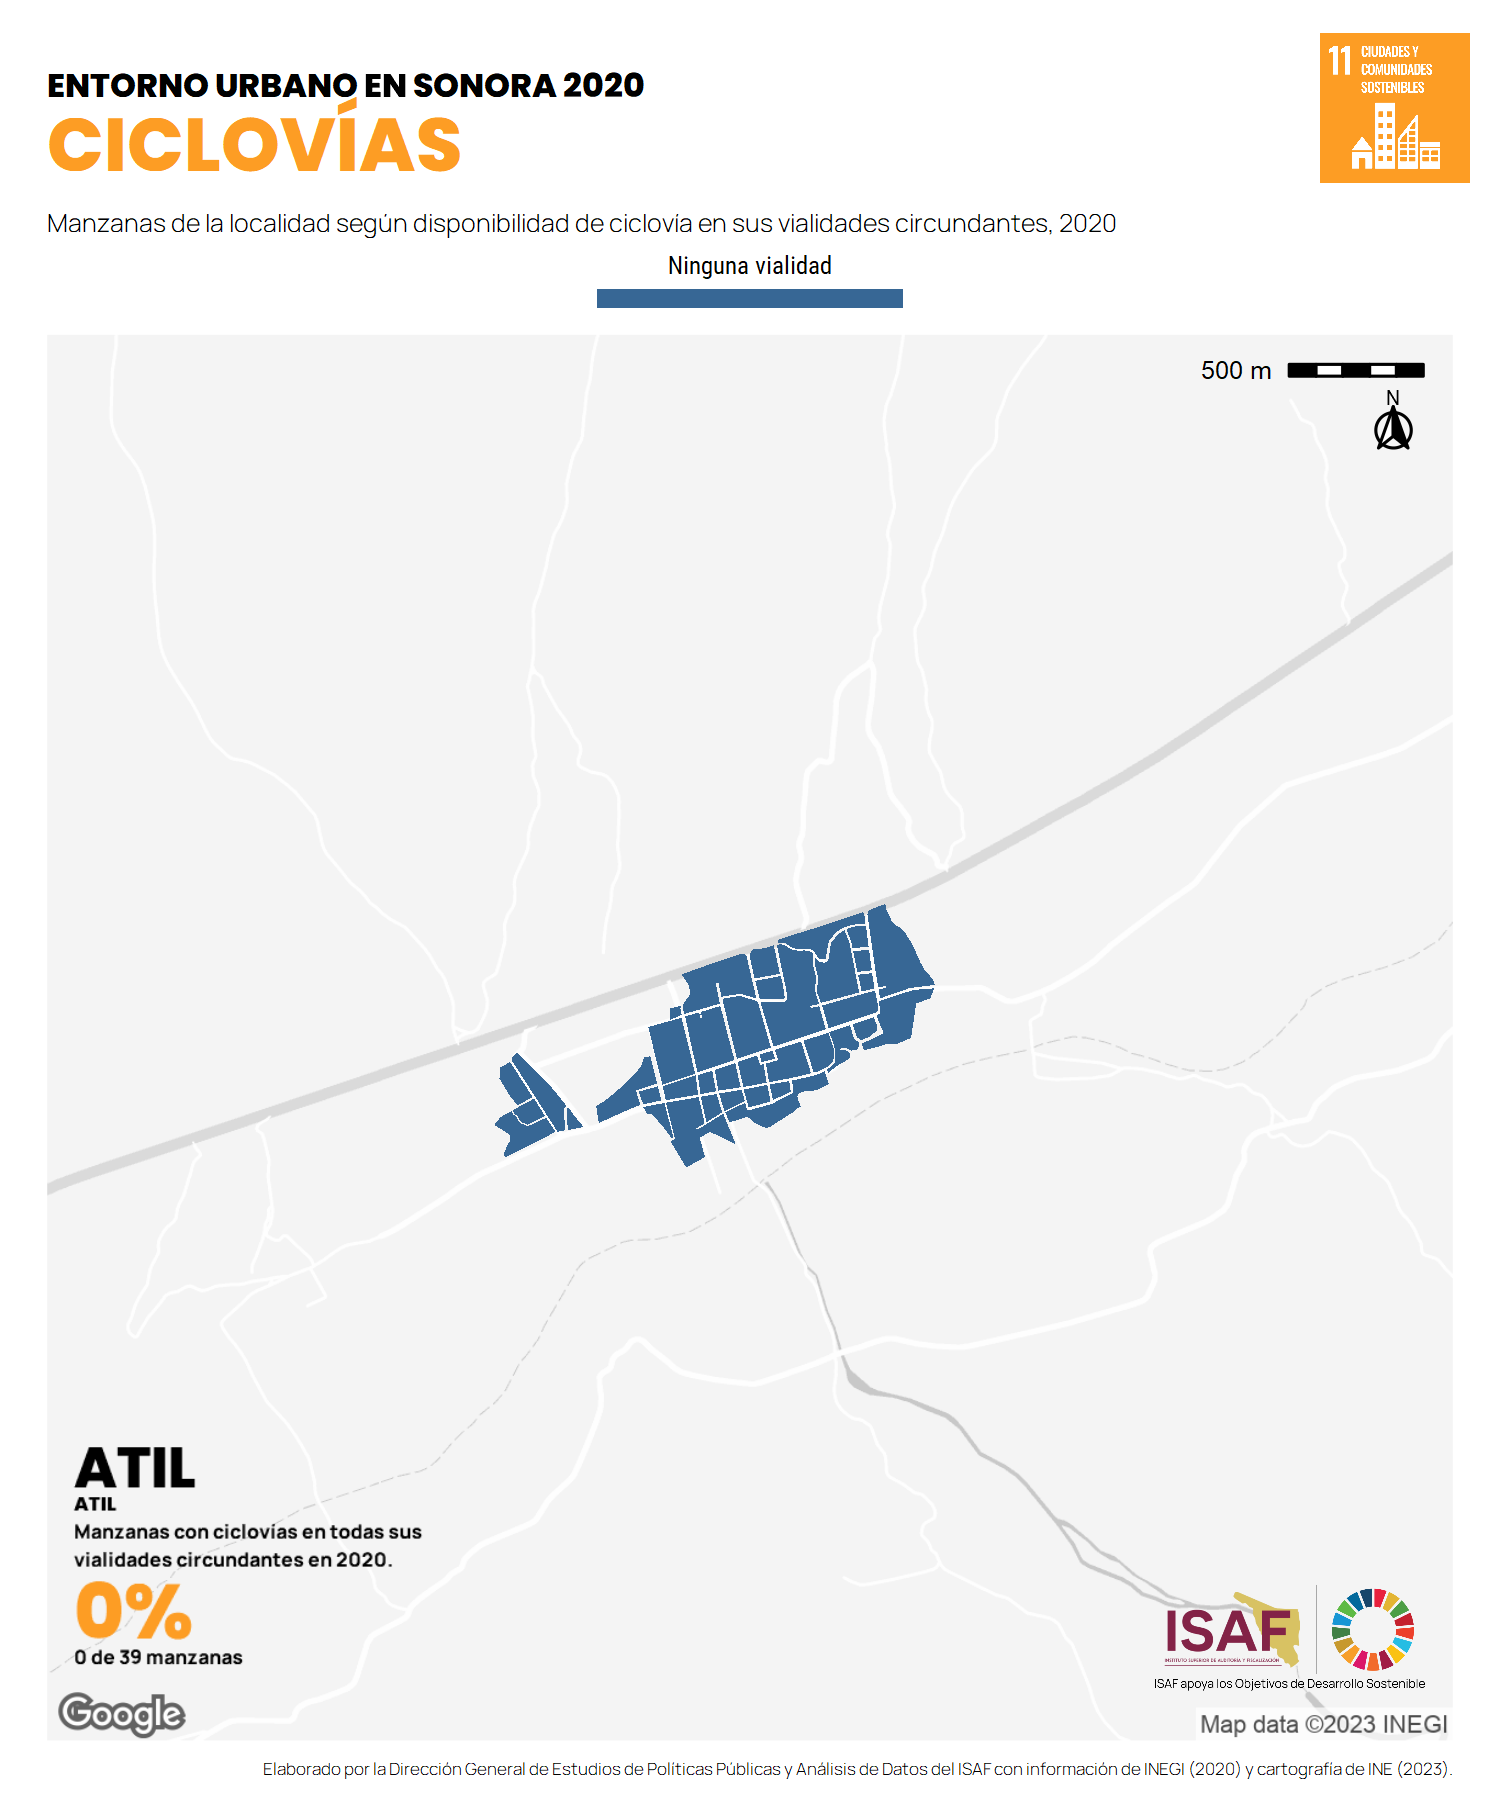 ENTORNO URBANO EN SONORA 2020
CICLOVÍAS
11 CIUDADES Y
COMUNIDADES
SOSTENIBLES
Manzanas de la localidad según disponibilidad de ciclovía en sus vialidades circundantes, 2020
Ninguna vialidad
500 m
N
ATIL
ATIL
Manzanas con ciclovías en todas sus
vialidades circundantes en 2020.
0%
0 de 39 manzanas
Google
ISAF
INSTITUTO SUPERIOR DE AUDITORÍA Y FISCALIZACIÓN
ISAF apoya los Objetivos de Desarrollo Sostenible
Map data ©2023 INEGI
Elaborado por la Dirección General de Estudios de Políticas Públicas y Análisis de Datos del ISAF con información de INEGI (2020) y cartografía de INE (2023).